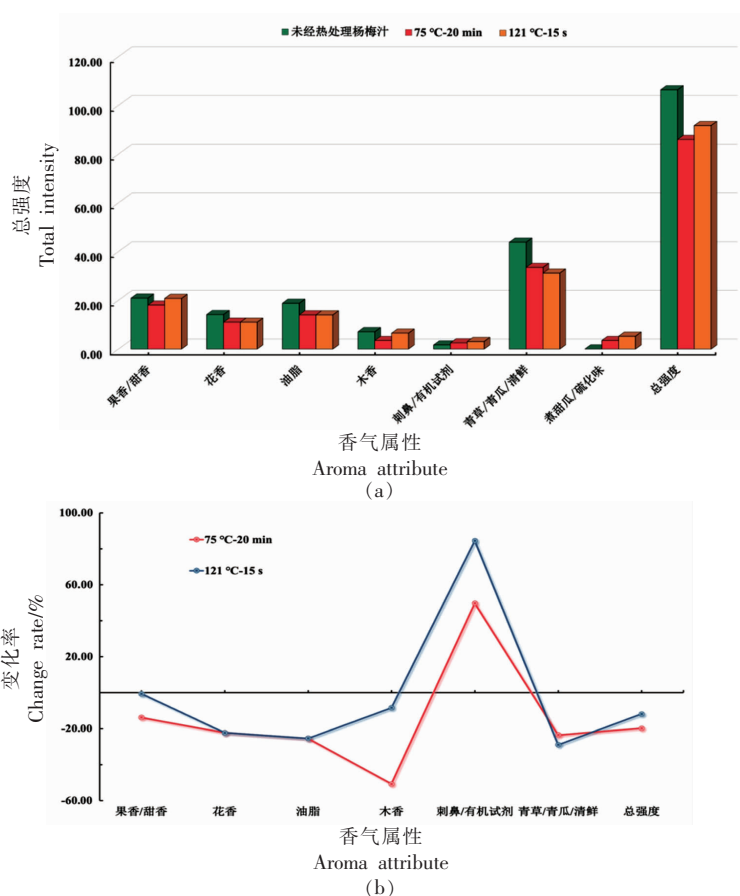 未经热处理杨梅汁 75 ℃-20 min 121 ℃-15 s
120.00
100.00
80.00
60.00
40.00
20.00
0.00
总强度
Total intensity
果香/甜香 花香 油脂 木香 刺鼻/有机试剂 青草/青瓜/清鲜 煮甜瓜/硫化味 总强度
香气属性
Aroma attribute
(a)
100.00
60.00
20.00
-20.00
-60.00
变化率
Change rate/%
75 ℃-20 min
121 ℃-15 s
果香/甜香 花香 油脂 木香 刺鼻/有机试剂 青草/青瓜/清鲜 总强度
香气属性
Aroma attribute
(b)